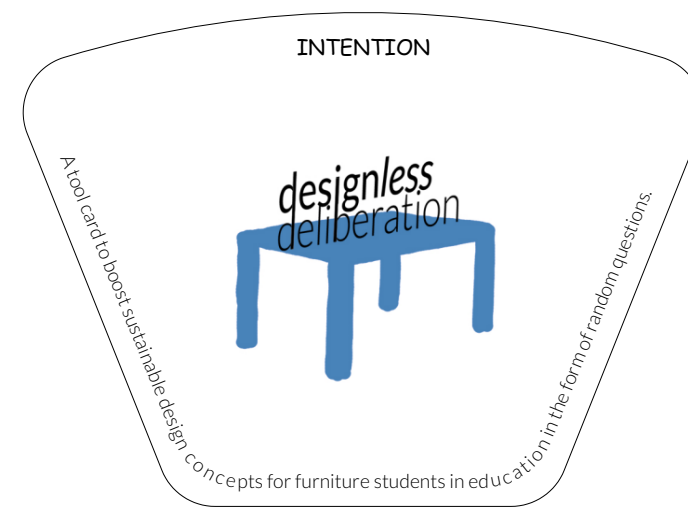 INTENTION
designless
deliberation
A tool card to boost sustainable design concepts for furniture students in education in the form of random questions.